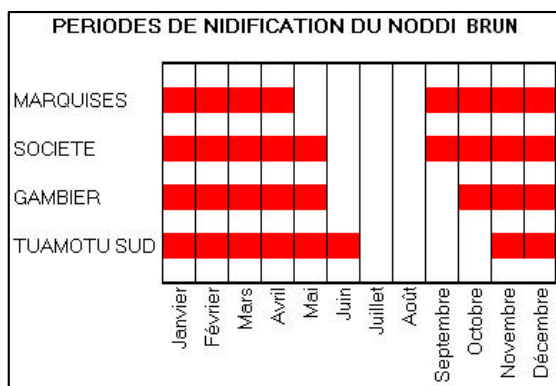 PERIODES DE NIDIFICATION DU NODDI BRUN
MARQUISES
SOCIETE
GAMBIER
TUAMOTU SUD
Janvier
Février
Mars
Avril
Mai
Juin
Juillet
Août
Septembre
Octobre
Novembre
Décembre